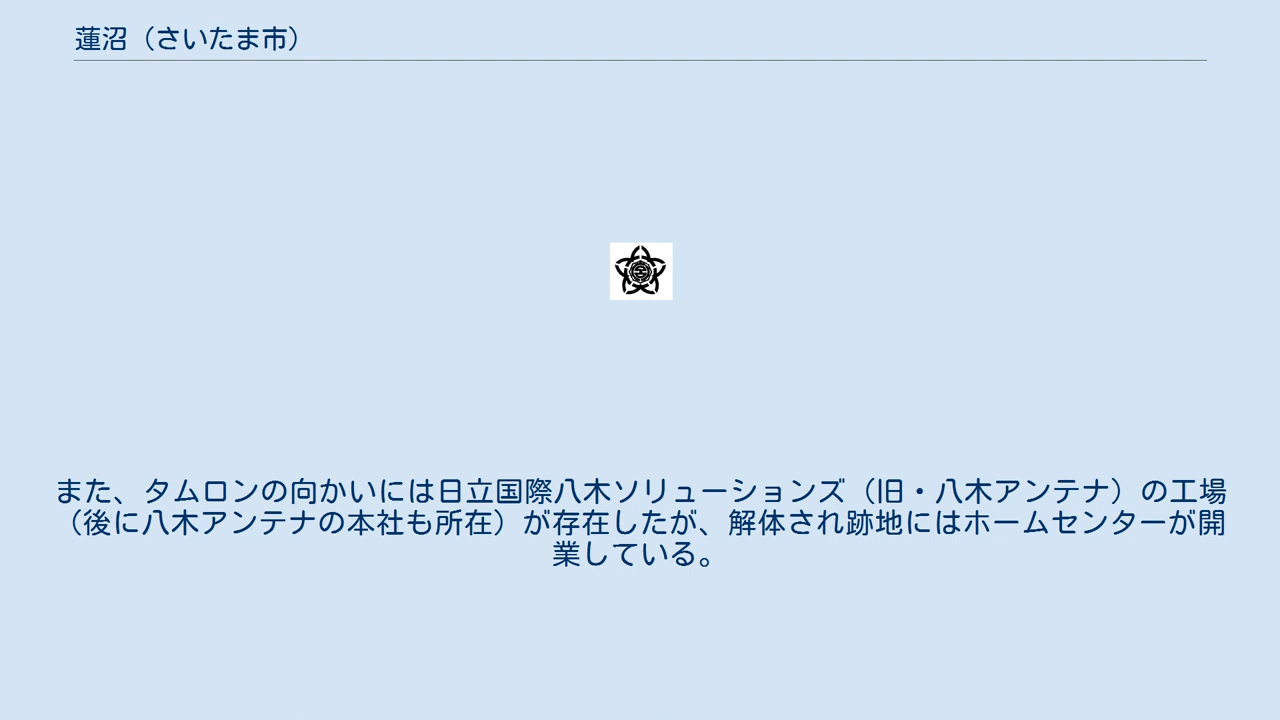 蓮沼（さいたま市）
また、タムロンの向かいには日立国際八木ソリューションズ（旧・八木アンテナ）の工場
（後に八木アンテナの本社も所在）が存在したが、解体され跡地にはホームセンターが開
業している。